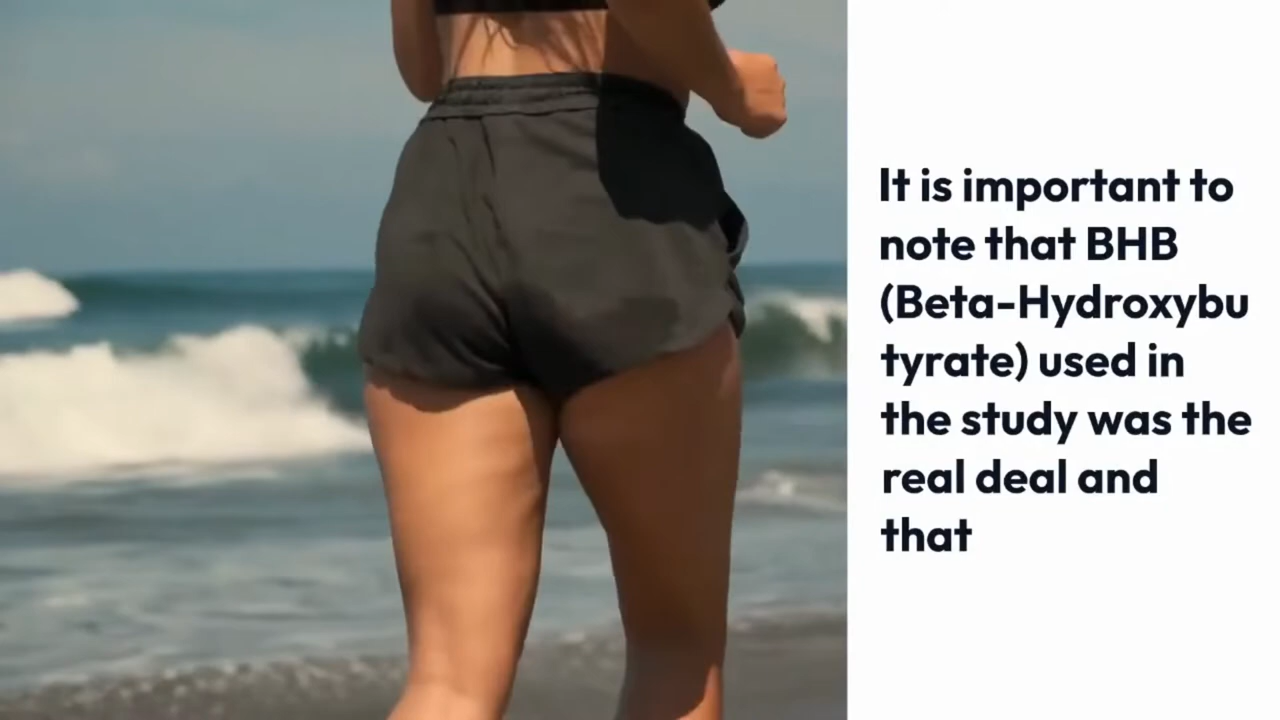 It is important to
note that BHB
(Beta-Hydroxybu
tyrate) used in
the study was the
real deal and
that